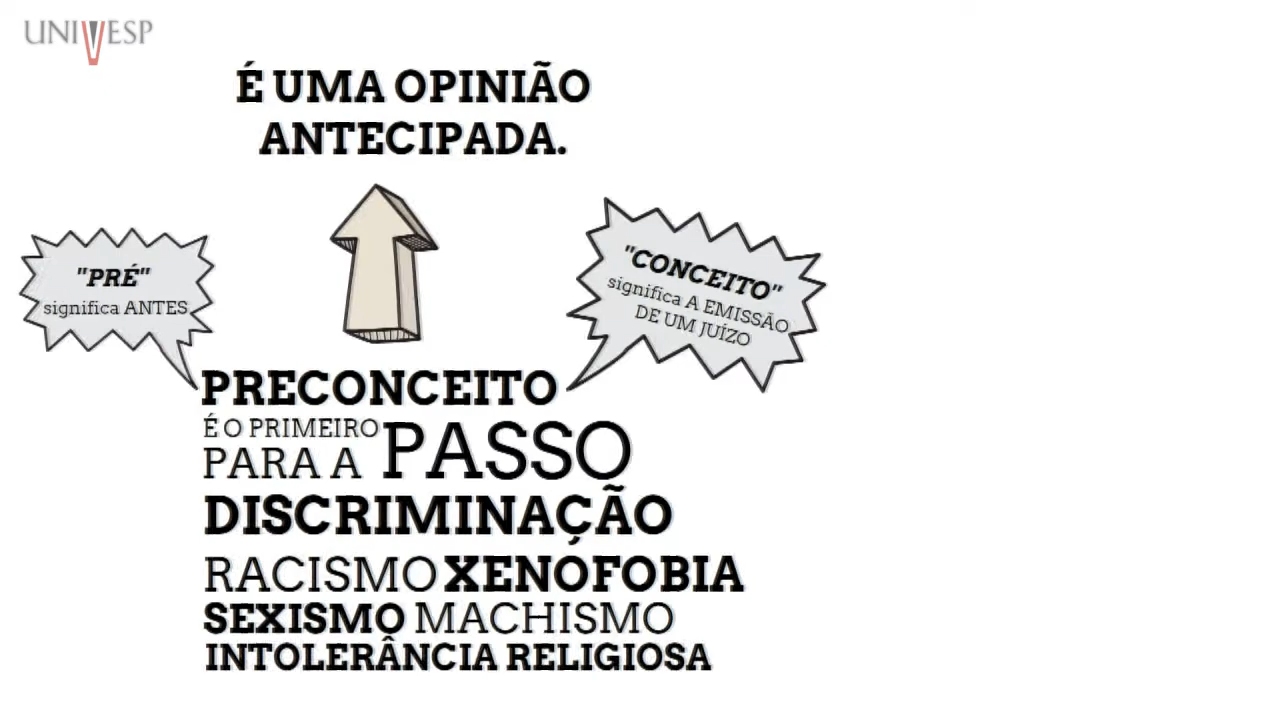 UNIVESP
É UMA OPINIÃO
ANTECIPADA.
"PRÉ"
significa ANTES
"CONCEITO"
significa A EMISSÃO
DE UM JUÍZO
PRECONCEITO
É O PRIMEIRO
PARA A PASSO
DISCRIMINAÇÃO
RACISMO XENOFOBIA
SEXISMO MACHISMO
INTOLERÂNCIA RELIGIOSA